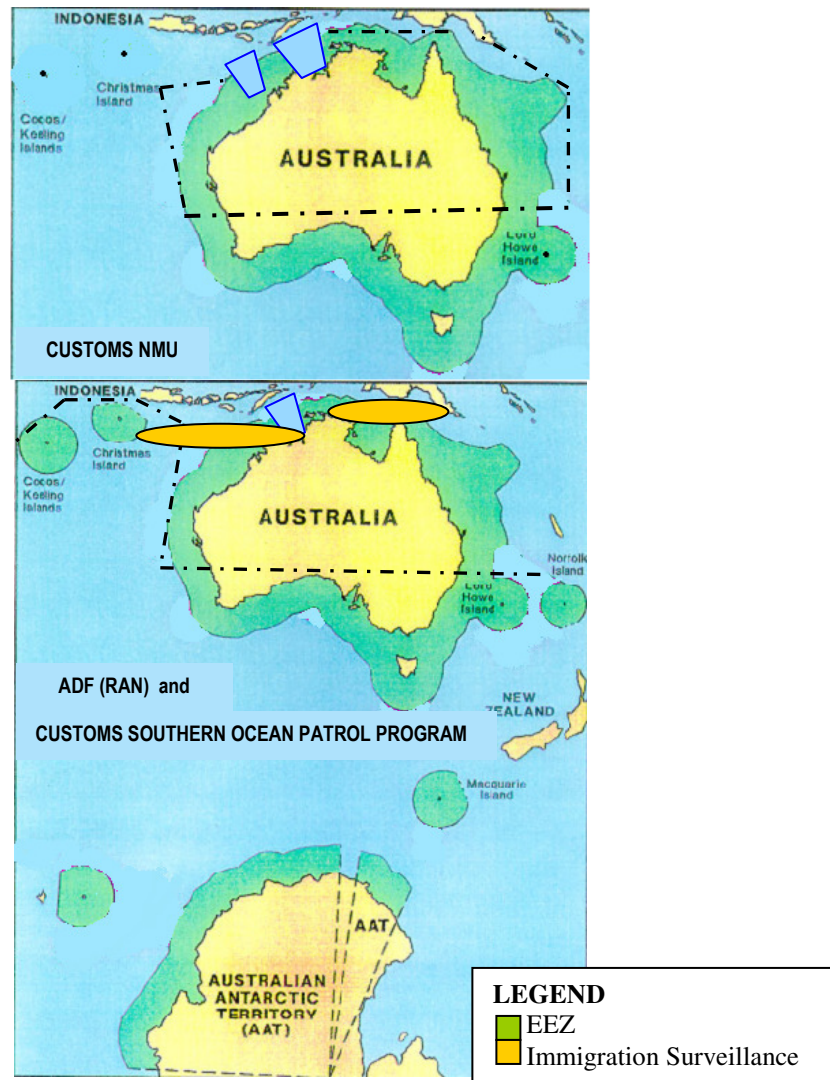 INDONESIA
Christmas
Island
Cocos/
Keeling
Islands
AUSTRALIA
Lord
Howe
Island
CUSTOMS NMU
INDONESIA
Christmas
Island
Cocos/
Keeling
Islands
AUSTRALIA
Norfolk
Island
Lord
Howe
Island
ADF (RAN) and
NEW
ZEALAND
CUSTOMS SOUTHERN OCEAN PATROL PROGRAM
Macquarie
Island
AAT
AUSTRALIAN
ANTARCTIC
TERRITORY
(AAT)
LEGEND
EEZ
Immigration Surveillance